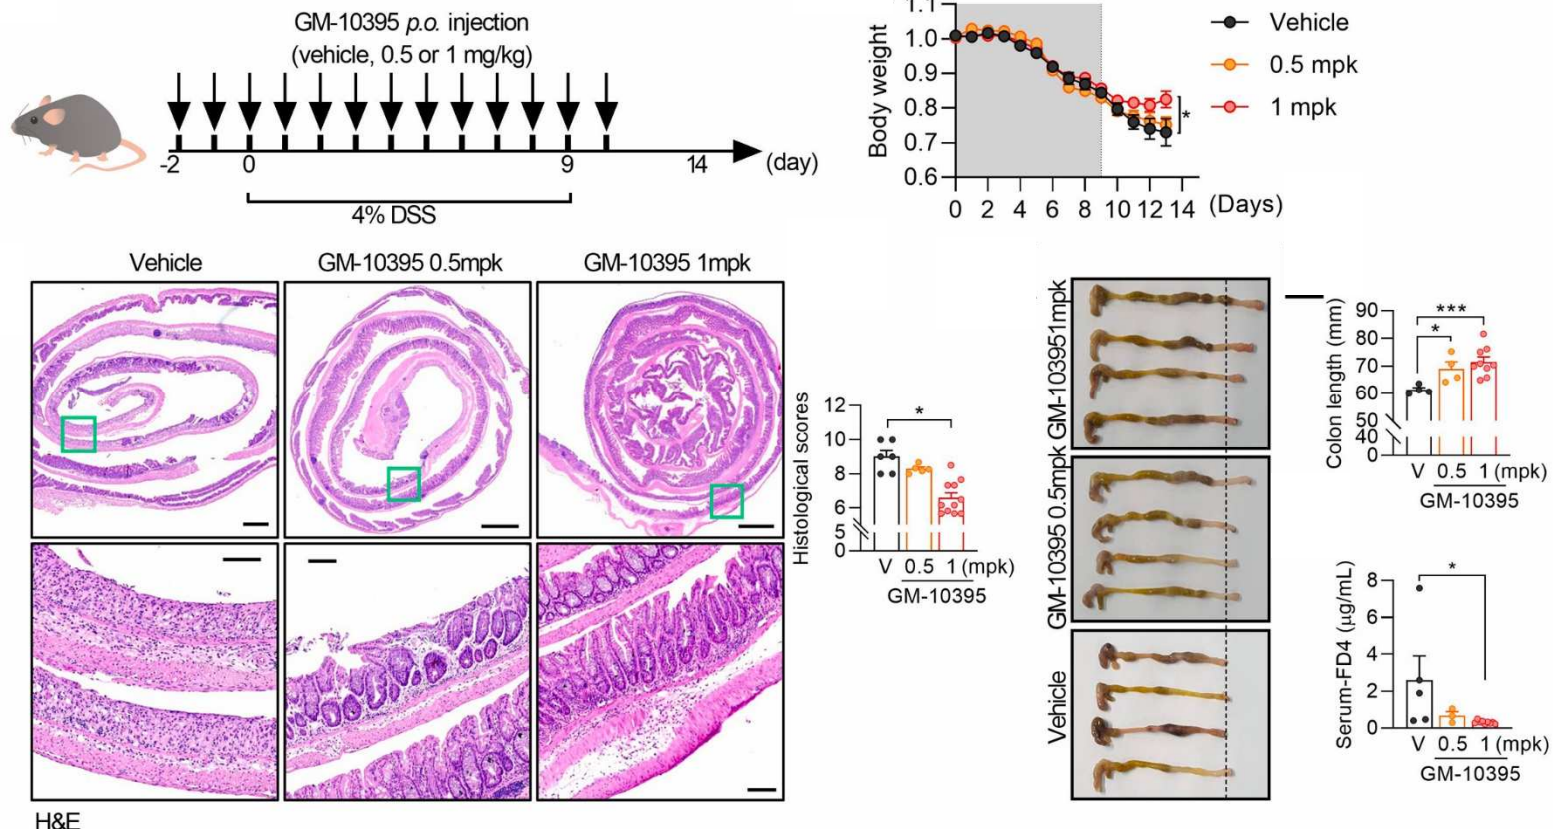 GM-10395 p.o. injection
(vehicle, 0.5 or 1 mg/kg)
-2 0 9 14 (day)
4% DSS
Body weight
1.1
1.0
0.9
0.8
0.7
0.6
0 2 4 6 8 10 12 14 (Days)
*
Vehicle
0.5 mpk
1 mpk
Vehicle
GM-10395 0.5mpk
GM-10395 1mpk
H&E
Histological scores
12
10
8
6
5
0
*
V 0.5 1 (mpk)
GM-10395
GM-103951mpk
GM-10395 0.5mpk
Vehicle
Colon length (mm)
90
80
70
60
50
40
0
***
*
V 0.5 1 (mpk)
GM-10395
Serum-FD4 (μg/mL)
8
6
4
2
0
*
V 0.5 1 (mpk)
GM-10395